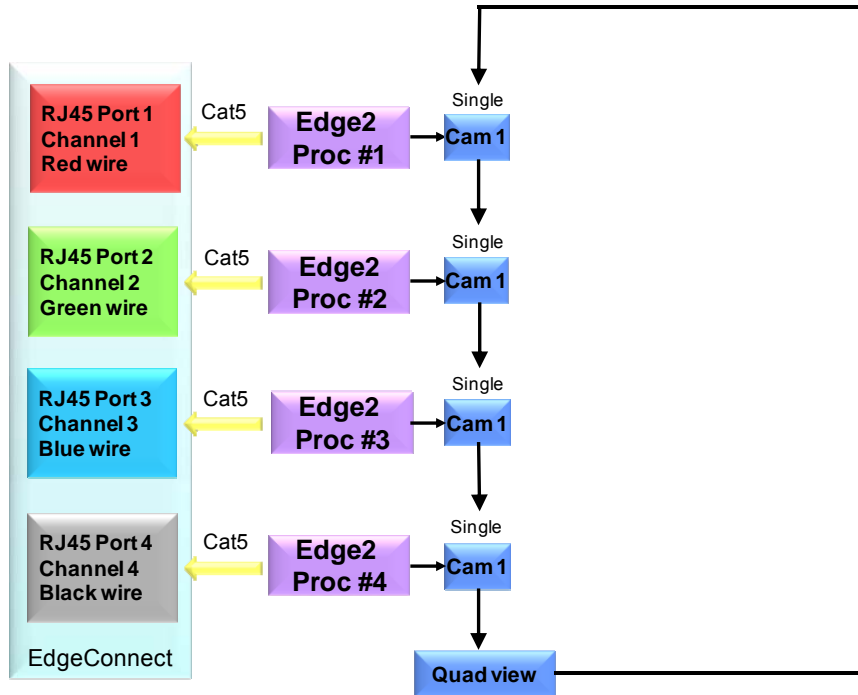 Single
RJ45 Port 1
Channel 1
Red wire
Cat5
Edge2
Proc #1
Cam 1
Single
RJ45 Port 2
Channel 2
Green wire
Cat5
Edge2
Proc #2
Cam 1
Single
RJ45 Port 3
Channel 3
Blue wire
Cat5
Edge2
Proc #3
Cam 1
Single
RJ45 Port 4
Channel 4
Black wire
Cat5
Edge2
Proc #4
Cam 1
EdgeConnect
Quad view